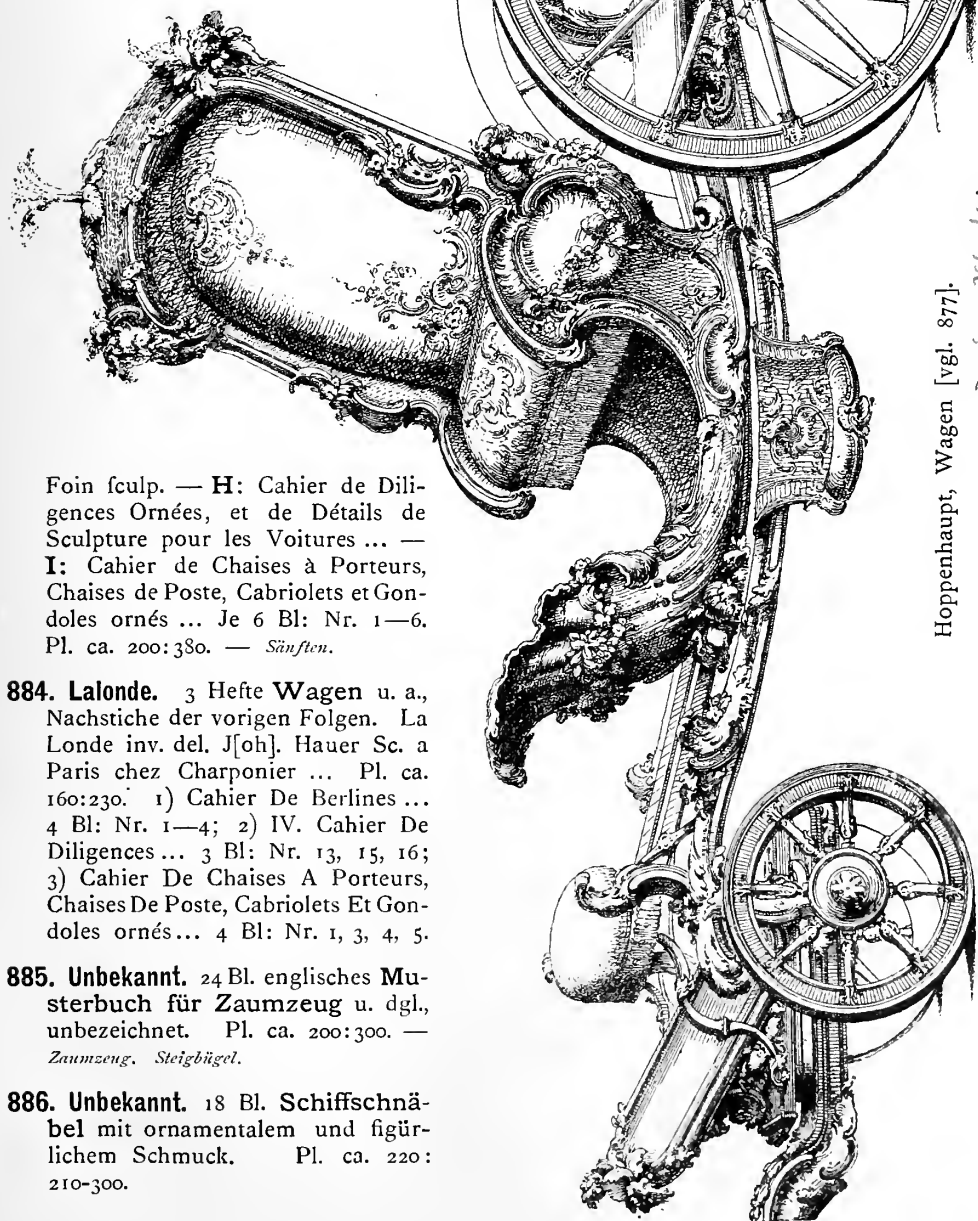 Foin ſculp. — H: Cahier de Dili-
gences Ornées, et de Détails de
Sculpture pour les Voitures ... —
I: Cahier de Chaises à Porteurs,
Chaises de Poste, Cabriolets et Gon-
doles ornés ... Je 6 Bl: Nr. 1—6.
Pl. ca. 200:380. — Sänften.
884. Lalonde. 3 Hefte Wagen u. a.,
Nachstiche der vorigen Folgen. La
Londe inv. del. J[oh]. Hauer Sc. a
Paris chez Charponier ... Pl. ca.
160:230. 1) Cahier De Berlines ...
4 Bl: Nr. 1—4; 2) IV. Cahier De
Diligences ... 3 Bl: Nr. 13, 15, 16;
3) Cahier De Chaises A Porteurs,
Chaises De Poste, Cabriolets Et Gon-
doles ornés ... 4 Bl: Nr. 1, 3, 4, 5.
885. Unbekannt. 24 Bl. englisches Mu-
sterbuch für Zaumzeug u. dgl.,
unbezeichnet. Pl. ca. 200:300. —
Zaumzeug. Steigbügel.
886. Unbekannt. 18 Bl. Schiffschnä-
bel mit ornamentalem und figür-
lichem Schmuck. Pl. ca. 220:
210-300.
Hoppenhaupt, Wagen [vgl. 877].